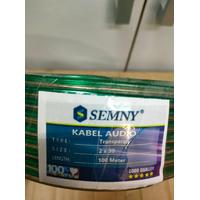 SEMNY®
KABEL AUDIO
TYPE : Transparan
SIZE : 2 x 30
LENGTH : 100 Meter
100%
GOOD QUALITY